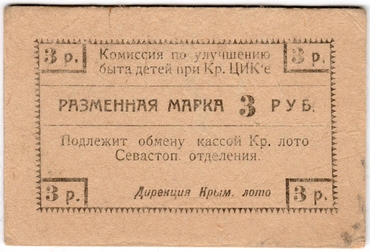 3 р. Комиссия по улучшению 3 р.
быта детей при Кр. ЦИК'е
РАЗМЕННАЯ МАРКА 3 РУБ.
Подлежит обмену кассой Кр. лото
Севастоп. отделения.
3 р. Дирекция Крым. лото 3 р.